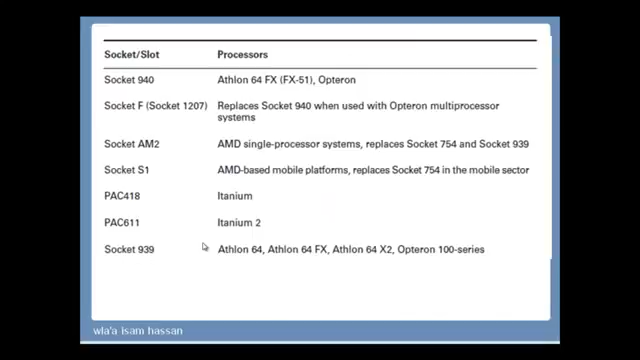 Socket/Slot Processors
Socket 940 Athlon 64 FX (FX-51), Opteron
Socket F (Socket 1207) Replaces Socket 940 when used with Opteron multiprocessor
systems
Socket AM2 AMD single-processor systems, replaces Socket 754 and Socket 939
Socket S1 AMD-based mobile platforms, replaces Socket 754 in the mobile sector
PAC418 Itanium
PAC611 Itanium 2
Socket 939 Athlon 64, Athlon 64 FX, Athlon 64 X2, Opteron 100-series
wla'a isam hassan